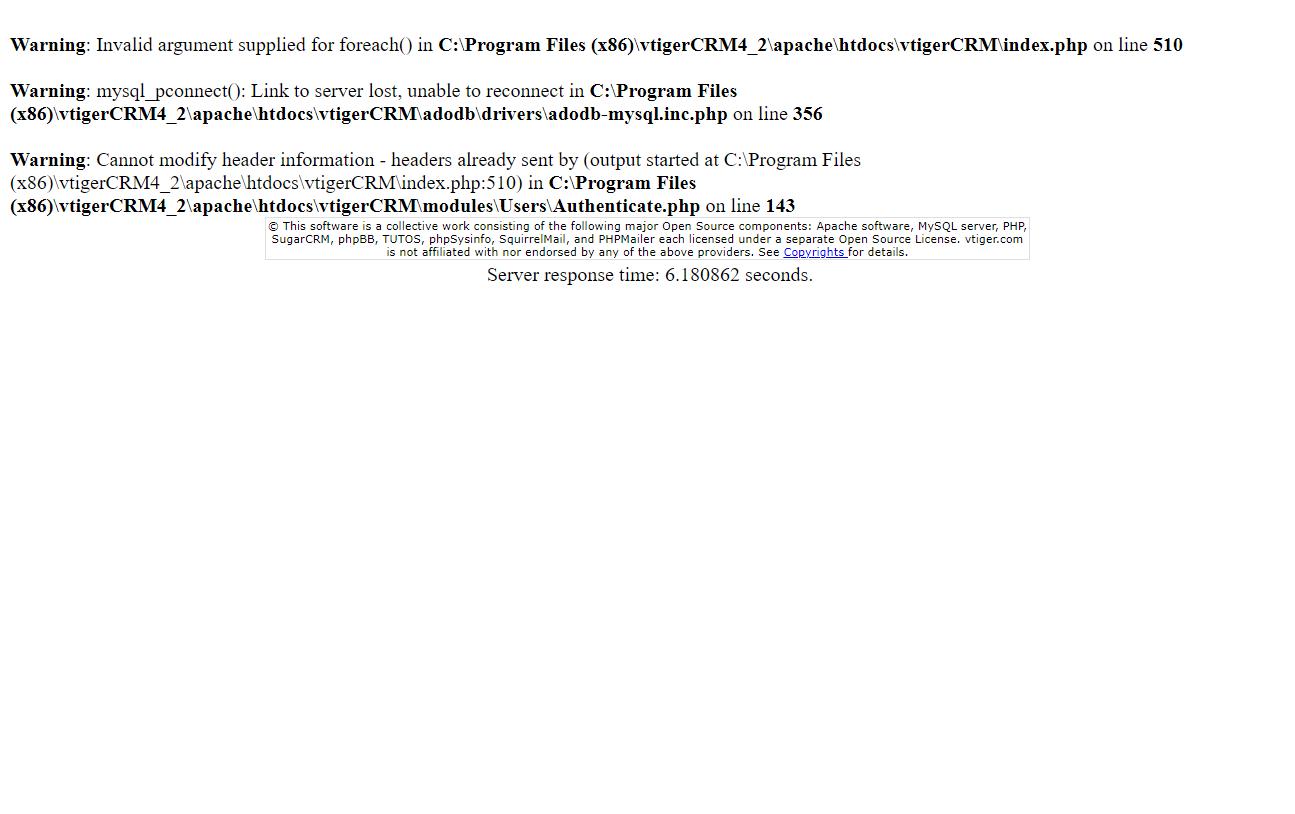 Warning: Invalid argument supplied for foreach() in C:\Program Files (x86)\vtigerCRM4_2\apache\htdocs\vtigerCRM\index.php on line 510
Warning: mysql_pconnect(): Link to server lost, unable to reconnect in C:\Program Files
(x86)\vtigerCRM4_2\apache\htdocs\vtigerCRM\adodb\drivers\adodb-mysql.inc.php on line 356
Warning: Cannot modify header information - headers already sent by (output started at C:\Program Files
(x86)\vtigerCRM4_2\apache\htdocs\vtigerCRM\index.php:510) in C:\Program Files
(x86)\vtigerCRM4_2\apache\htdocs\vtigerCRM\modules\Users\Authenticate.php on line 143
© This software is a collective work consisting of the following major Open Source components: Apache software, MySQL server, PHP,
SugarCRM, phpBB, TUTOS, phpSysinfo, SquirrelMail, and PHPMailer each licensed under a separate Open Source License. vtiger.com
is not affiliated with nor endorsed by any of the above providers. See Copyrights for details.
Server response time: 6.180862 seconds.